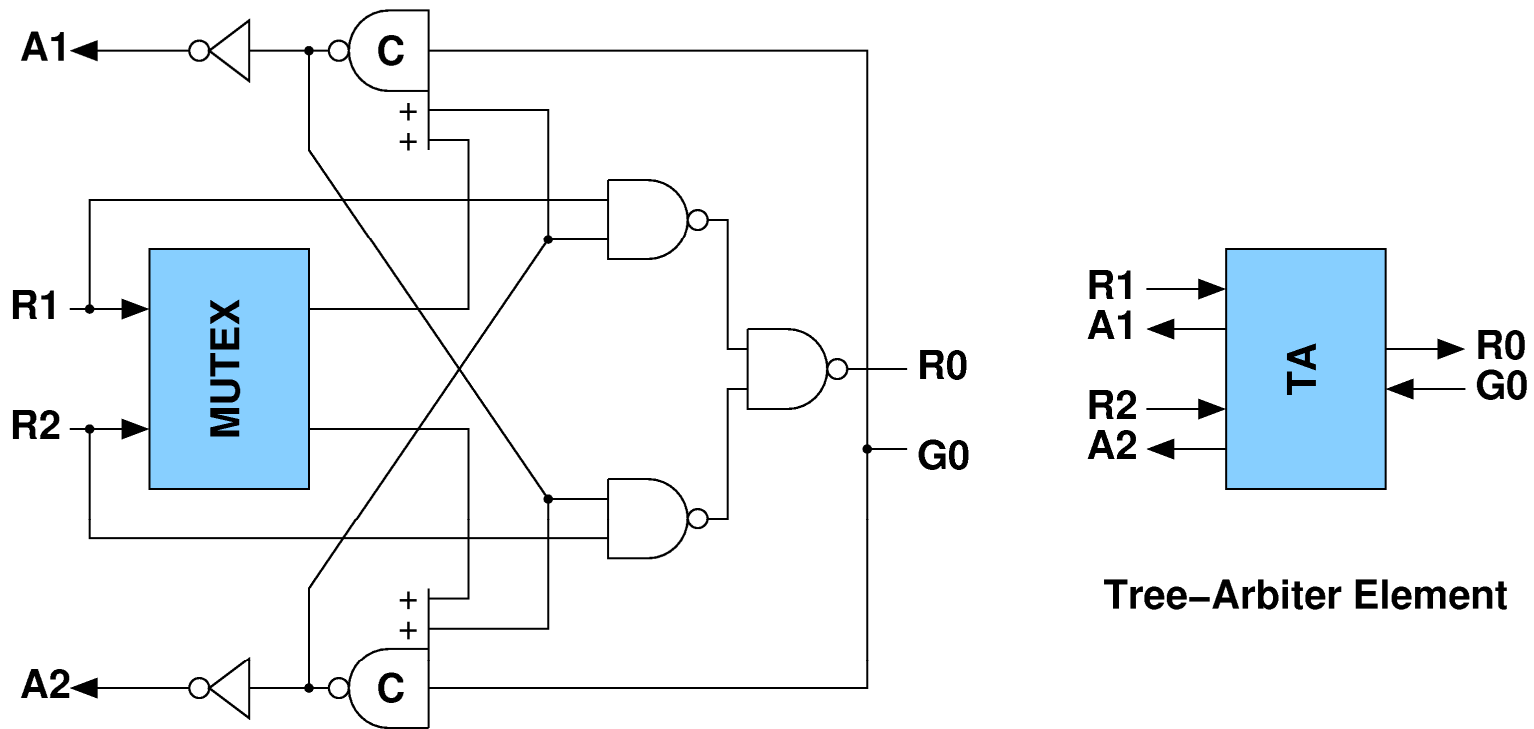 A1
C
+
+
R1
MUTEX
R2
R0
G0
+
+
A2
C
R1
A1
R2
A2
TA
R0
G0
Tree–Arbiter Element